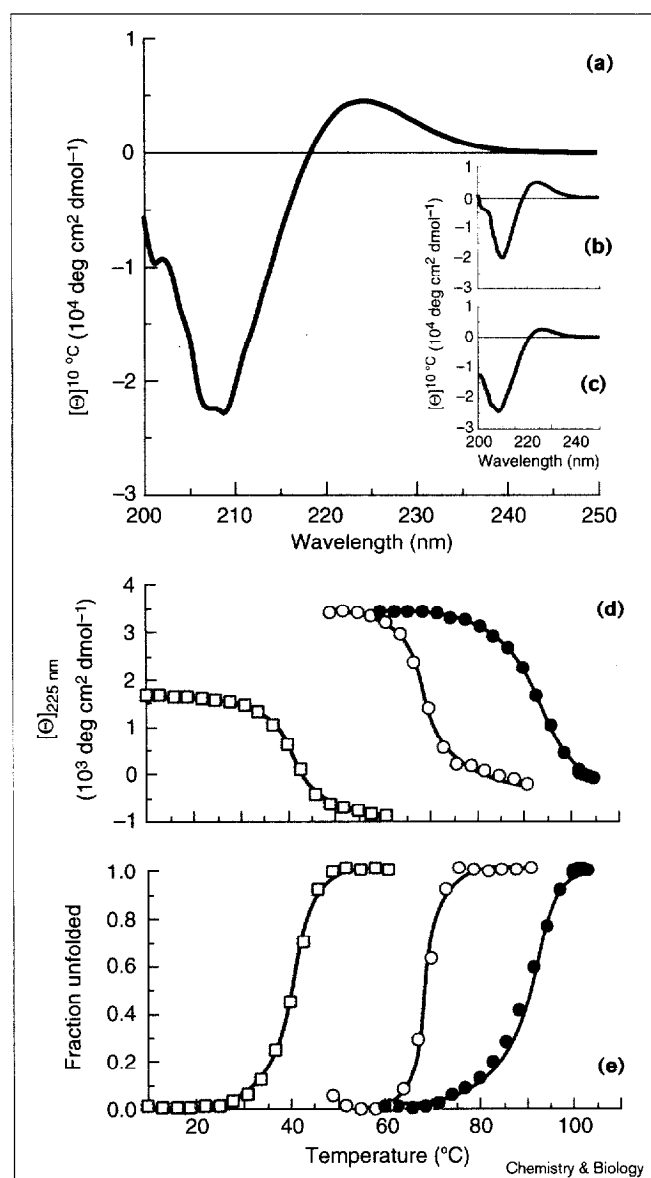 1
0
−1
−2
−3
[Θ]10 °C (104 deg cm2 dmol−1)
200 210 220 230 240 250
Wavelength (nm)
(a)
1
0
−1
−2
−3
(b)
1
0
−1
−2
−3
(c)
[Θ]10 °C (104 deg cm2 dmol−1)
200 220 240
Wavelength (nm)
4
3
2
1
0
−1
[Θ]225 nm
(103 deg cm2 dmol−1)
(d)
1.0
0.8
0.6
0.4
0.2
0.0
Fraction unfolded
(e)
20 40 60 80 100
Temperature (°C)
Chemistry & Biology